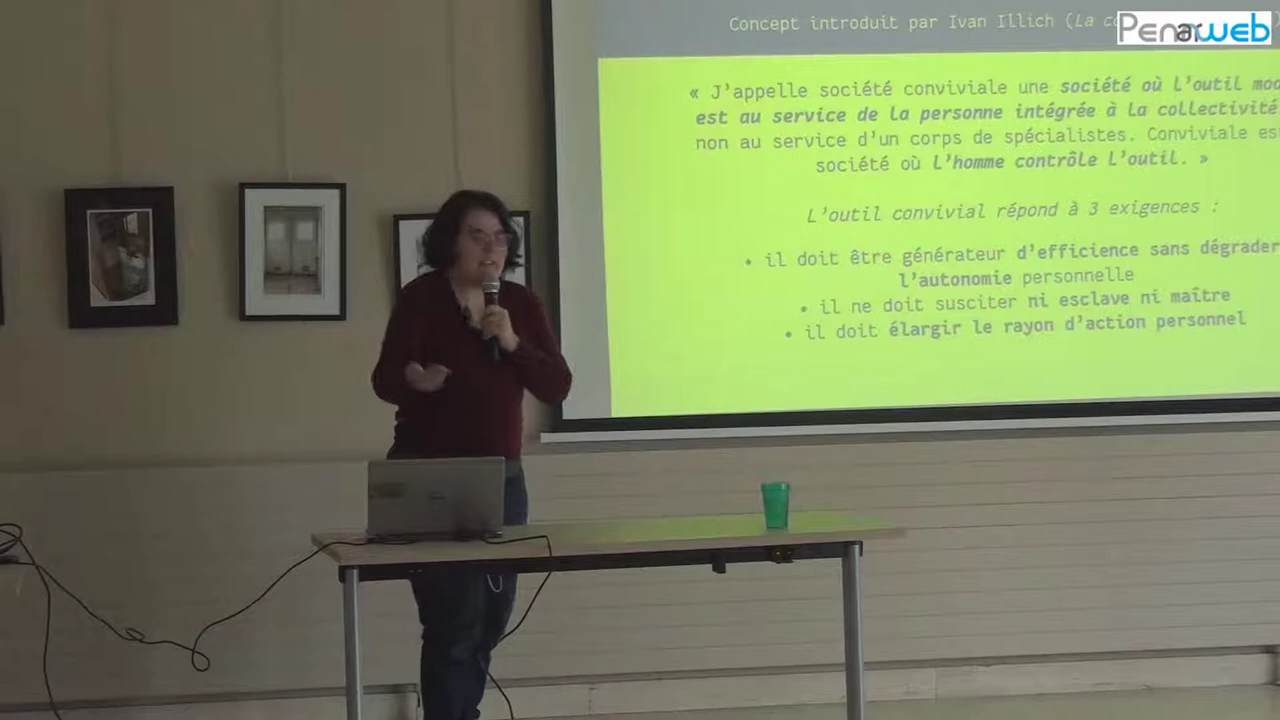 Concept introduit par Ivan Illich (La co
Penarweb
« J'appelle société conviviale une société où l'outil mod
est au service de la personne intégrée à la collectivité
non au service d'un corps de spécialistes. Conviviale es
société où l'homme contrôle l'outil. »
L'outil convivial répond à 3 exigences :
• il doit être générateur d'efficience sans dégrader
l'autonomie personnelle
• il ne doit susciter ni esclave ni maître
• il doit élargir le rayon d'action personnel